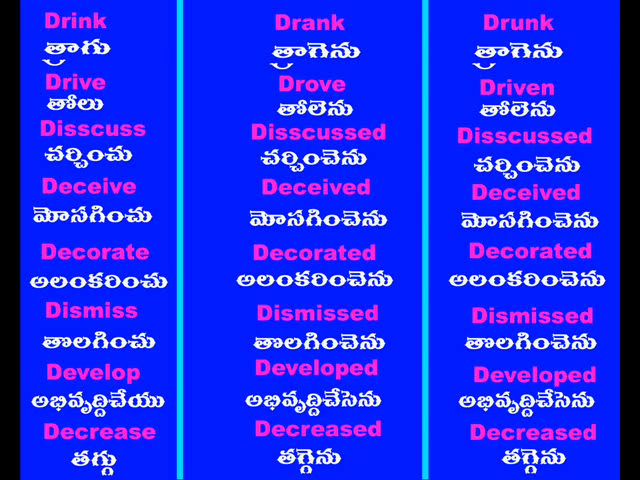 Drink Drank Drunk
త్రాగు త్రాగెను త్రాగెను
Drive Drove Driven
తోలు తోలెను తోలెను
Disscuss Disscussed Disscussed
చర్చించు చర్చించెను చర్చించెను
Deceive Deceived Deceived
మోసగించు మోసగించెను మోసగించెను
Decorate Decorated Decorated
అలంకరించు అలంకరించెను అలంకరించెను
Dismiss Dismissed Dismissed
తొలగించు తొలగించెను తొలగించెను
Develop Developed Developed
అభివృద్దిచేయు అభివృద్దిచేసెను అభివృద్దిచేసెను
Decrease Decreased Decreased
తగ్గు తగ్గెను తగ్గెను